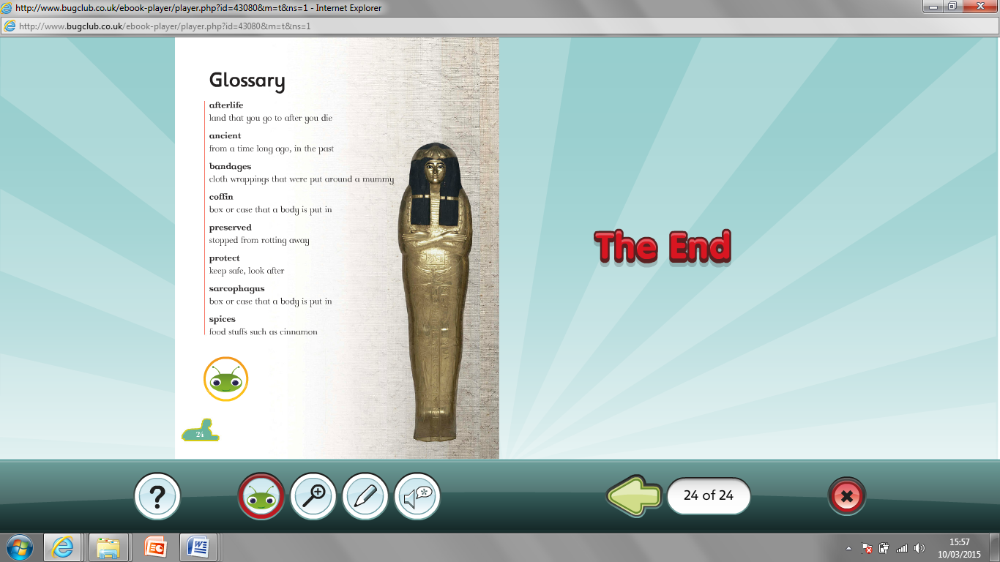 http://www.bugclub.co.uk/ebook-player/player.php?id=43080&m=t&ns=1 - Internet Explorer
http://www.bugclub.co.uk/ebook-player/player.php?id=43080&m=t&ns=1
Glossary
afterlife
land that you go to after you die
ancient
from a time long ago, in the past
bandages
cloth wrappings that were put around a mummy
coffin
box or case that a body is put in
preserved
stopped from rotting away
protect
keep safe, look after
sarcophagus
box or case that a body is put in
spices
food stuffs such as cinnamon
24
The End
?
24 of 24
15:57
10/03/2015